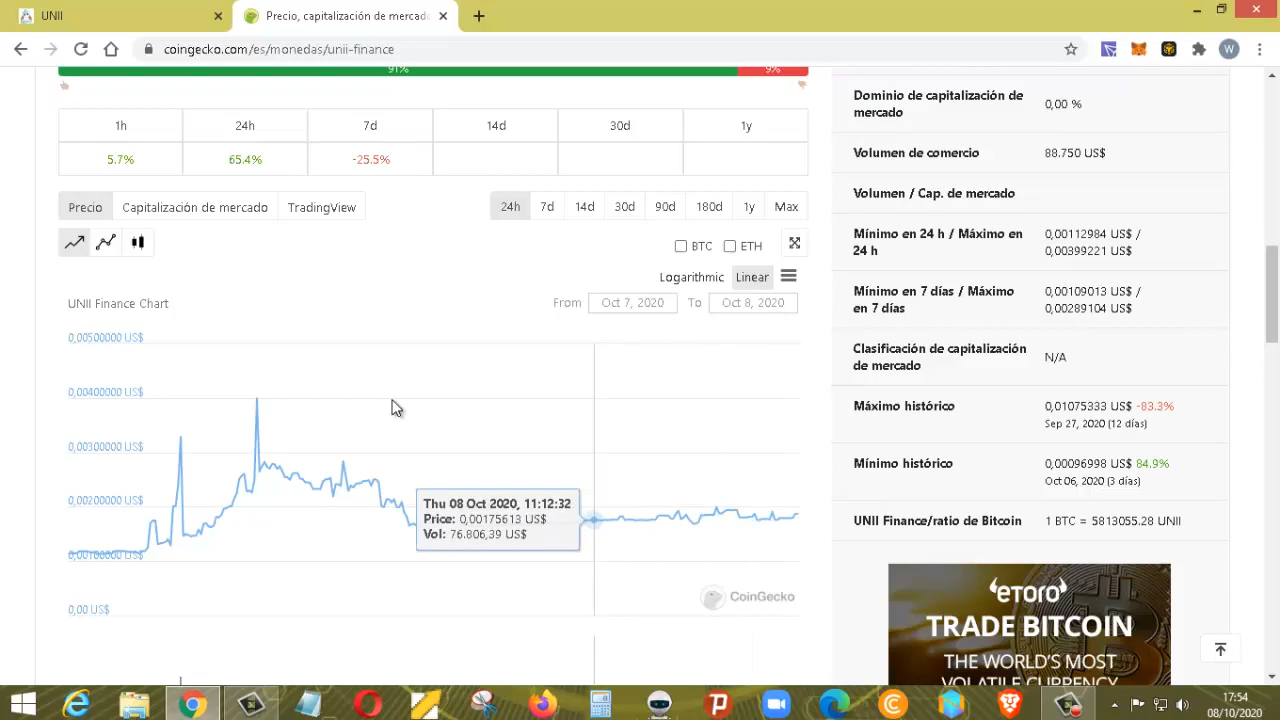 UNII
Precio, capitalización de mercad
coingecko.com/es/monedas/unii-finance
W
91%
9%
1h 24h 7d 14d 30d 1y
5.7% 65.4% -25.5%
Precio Capitalización de mercado TradingView
24h 7d 14d 30d 90d 180d 1y Max
BTC ETH
Logarithmic Linear
UNII Finance Chart
From Oct 7, 2020 To Oct 8, 2020
0,00500000 US$
0,00400000 US$
0,00300000 US$
0,00200000 US$
0,00100000 US$
0,00 US$
Thu 08 Oct 2020, 11:12:32
Price: 0,00175613 US$
Vol: 76.806,39 US$
CoinGecko
Dominio de capitalización de
mercado
0,00 %
Volumen de comercio 88.750 US$
Volumen / Cap. de mercado
Mínimo en 24 h / Máximo en
24 h
0,00112984 US$ /
0,00399221 US$
Mínimo en 7 días / Máximo
en 7 días
0,00109013 US$ /
0,00289104 US$
Clasificación de capitalización
de mercado
N/A
Máximo histórico 0,01075333 US$ -83.3%
Sep 27, 2020 (12 días)
Mínimo histórico 0,00096998 US$ 84.9%
Oct 06, 2020 (3 días)
UNII Finance/ratio de Bitcoin 1 BTC = 5813055.28 UNII
eToro
TRADE BITCOIN
THE WORLD'S MOST
VOLATILE CURRENCY
17:54
08/10/2020